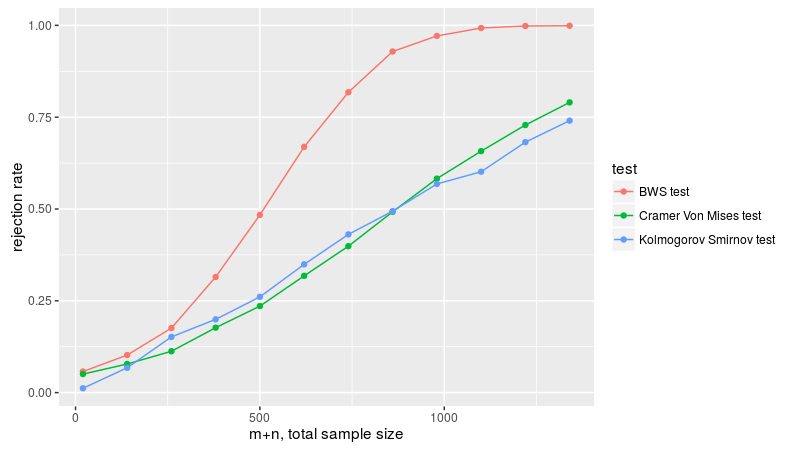 1.00
0.75
0.50
0.25
0.00
rejection rate
0
500
1000
m+n, total sample size
test
BWS test
Cramer Von Mises test
Kolmogorov Smirnov test